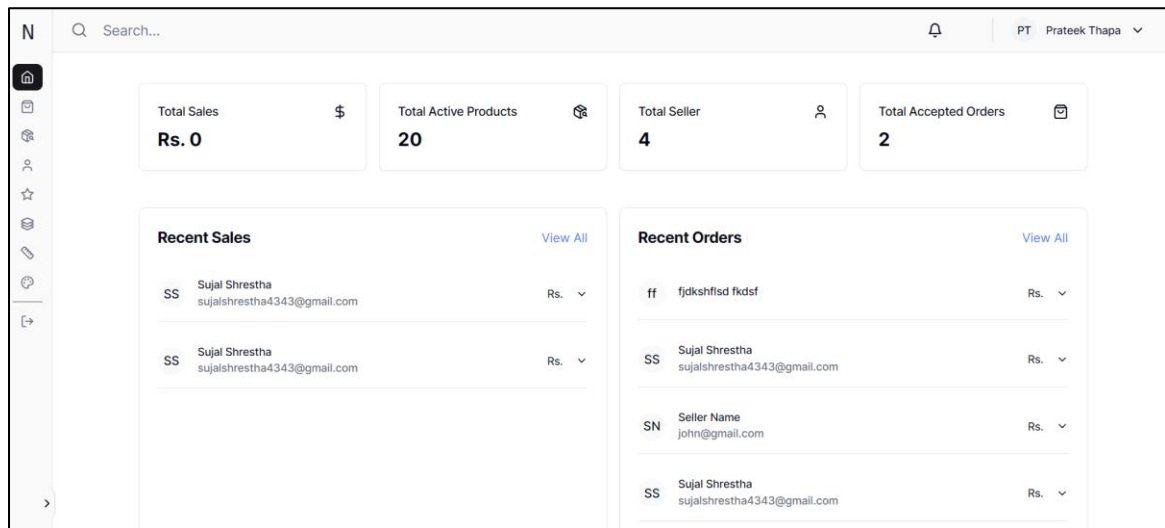 N
Search...
PT Prateek Thapa
Total Sales
$
Rs. 0
Total Active Products
20
Total Seller
4
Total Accepted Orders
2
Recent Sales
View All
SS
Sujal Shrestha
sujalshrestha4343@gmail.com
Rs.
SS
Sujal Shrestha
sujalshrestha4343@gmail.com
Rs.
Recent Orders
View All
ff
fjdkshflsd fkdsf
Rs.
SS
Sujal Shrestha
sujalshrestha4343@gmail.com
Rs.
SN
Seller Name
john@gmail.com
Rs.
SS
Sujal Shrestha
sujalshrestha4343@gmail.com
Rs.